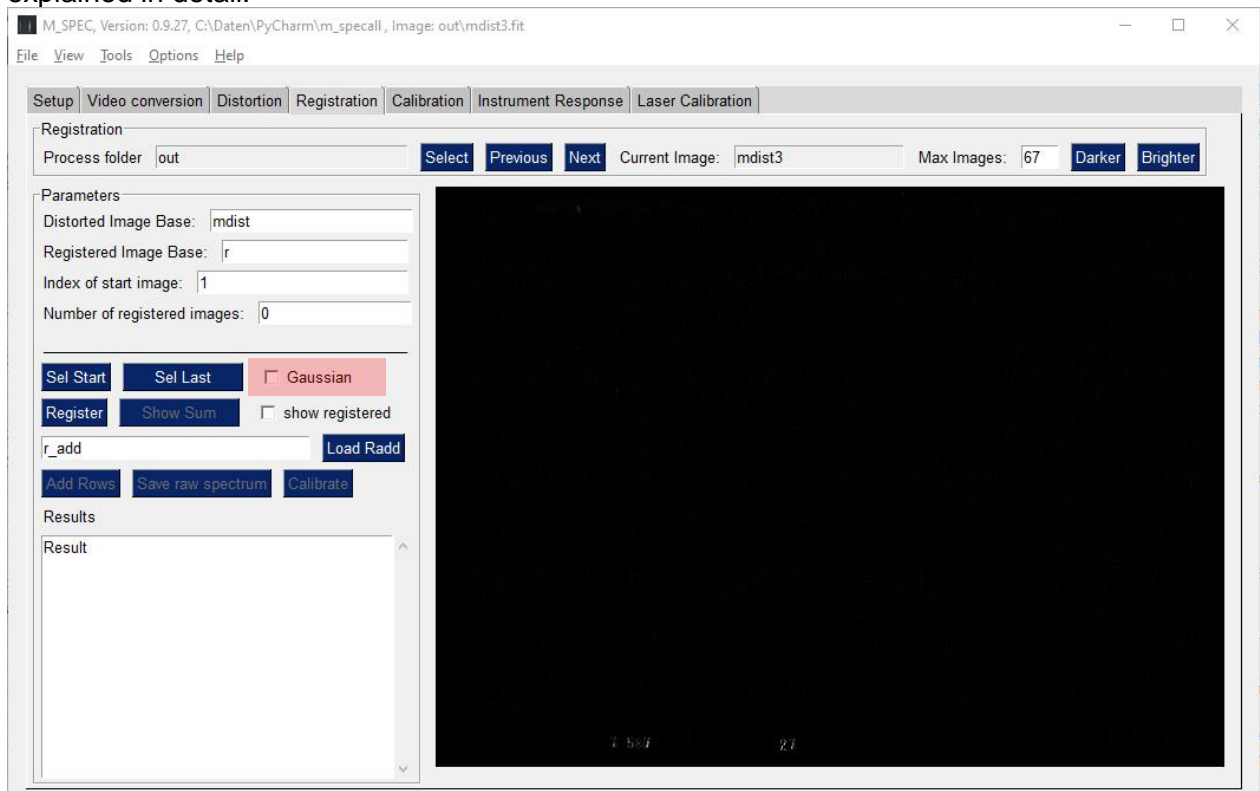 explained in detail.
M_SPEC, Version: 0.9.27, C:\Daten\PyCharm\m_specall , Image: out\mdist3.fit
File View Tools Options Help
Setup Video conversion Distortion Registration Calibration Instrument Response Laser Calibration
Registration
Process folder out Select Previous Next Current Image: mdist3 Max Images: 67 Darker Brighter
Parameters
Distorted Image Base: mdist
Registered Image Base: r
Index of start image: 1
Number of registered images: 0
Sel Start Sel Last Gaussian
Register Show Sum show registered
r_add Load Radd
Add Rows Save raw spectrum Calibrate
Results
Result
27